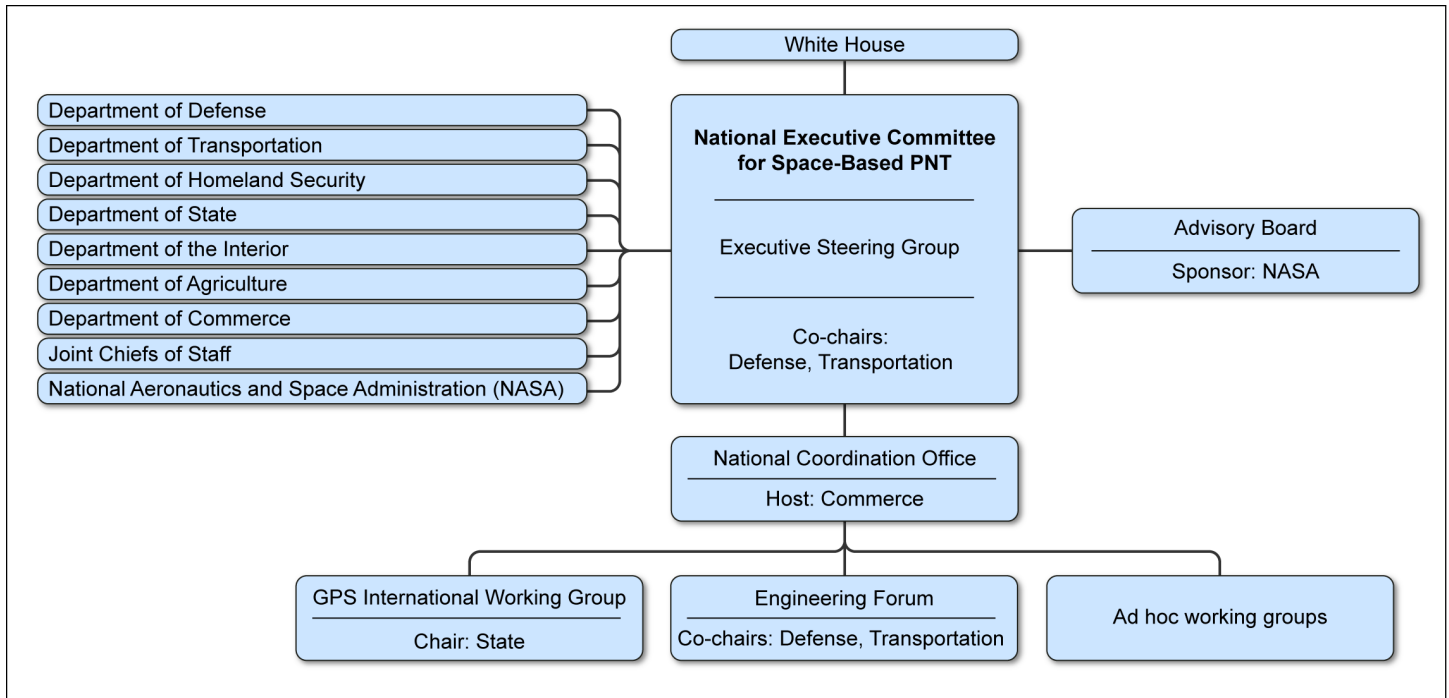 White House
Department of Defense
Department of Transportation
Department of Homeland Security
Department of State
Department of the Interior
Department of Agriculture
Department of Commerce
Joint Chiefs of Staff
National Aeronautics and Space Administration (NASA)
National Executive Committee
for Space-Based PNT
Executive Steering Group
Co-chairs:
Defense, Transportation
Advisory Board
Sponsor: NASA
National Coordination Office
Host: Commerce
GPS International Working Group
Chair: State
Engineering Forum
Co-chairs: Defense, Transportation
Ad hoc working groups